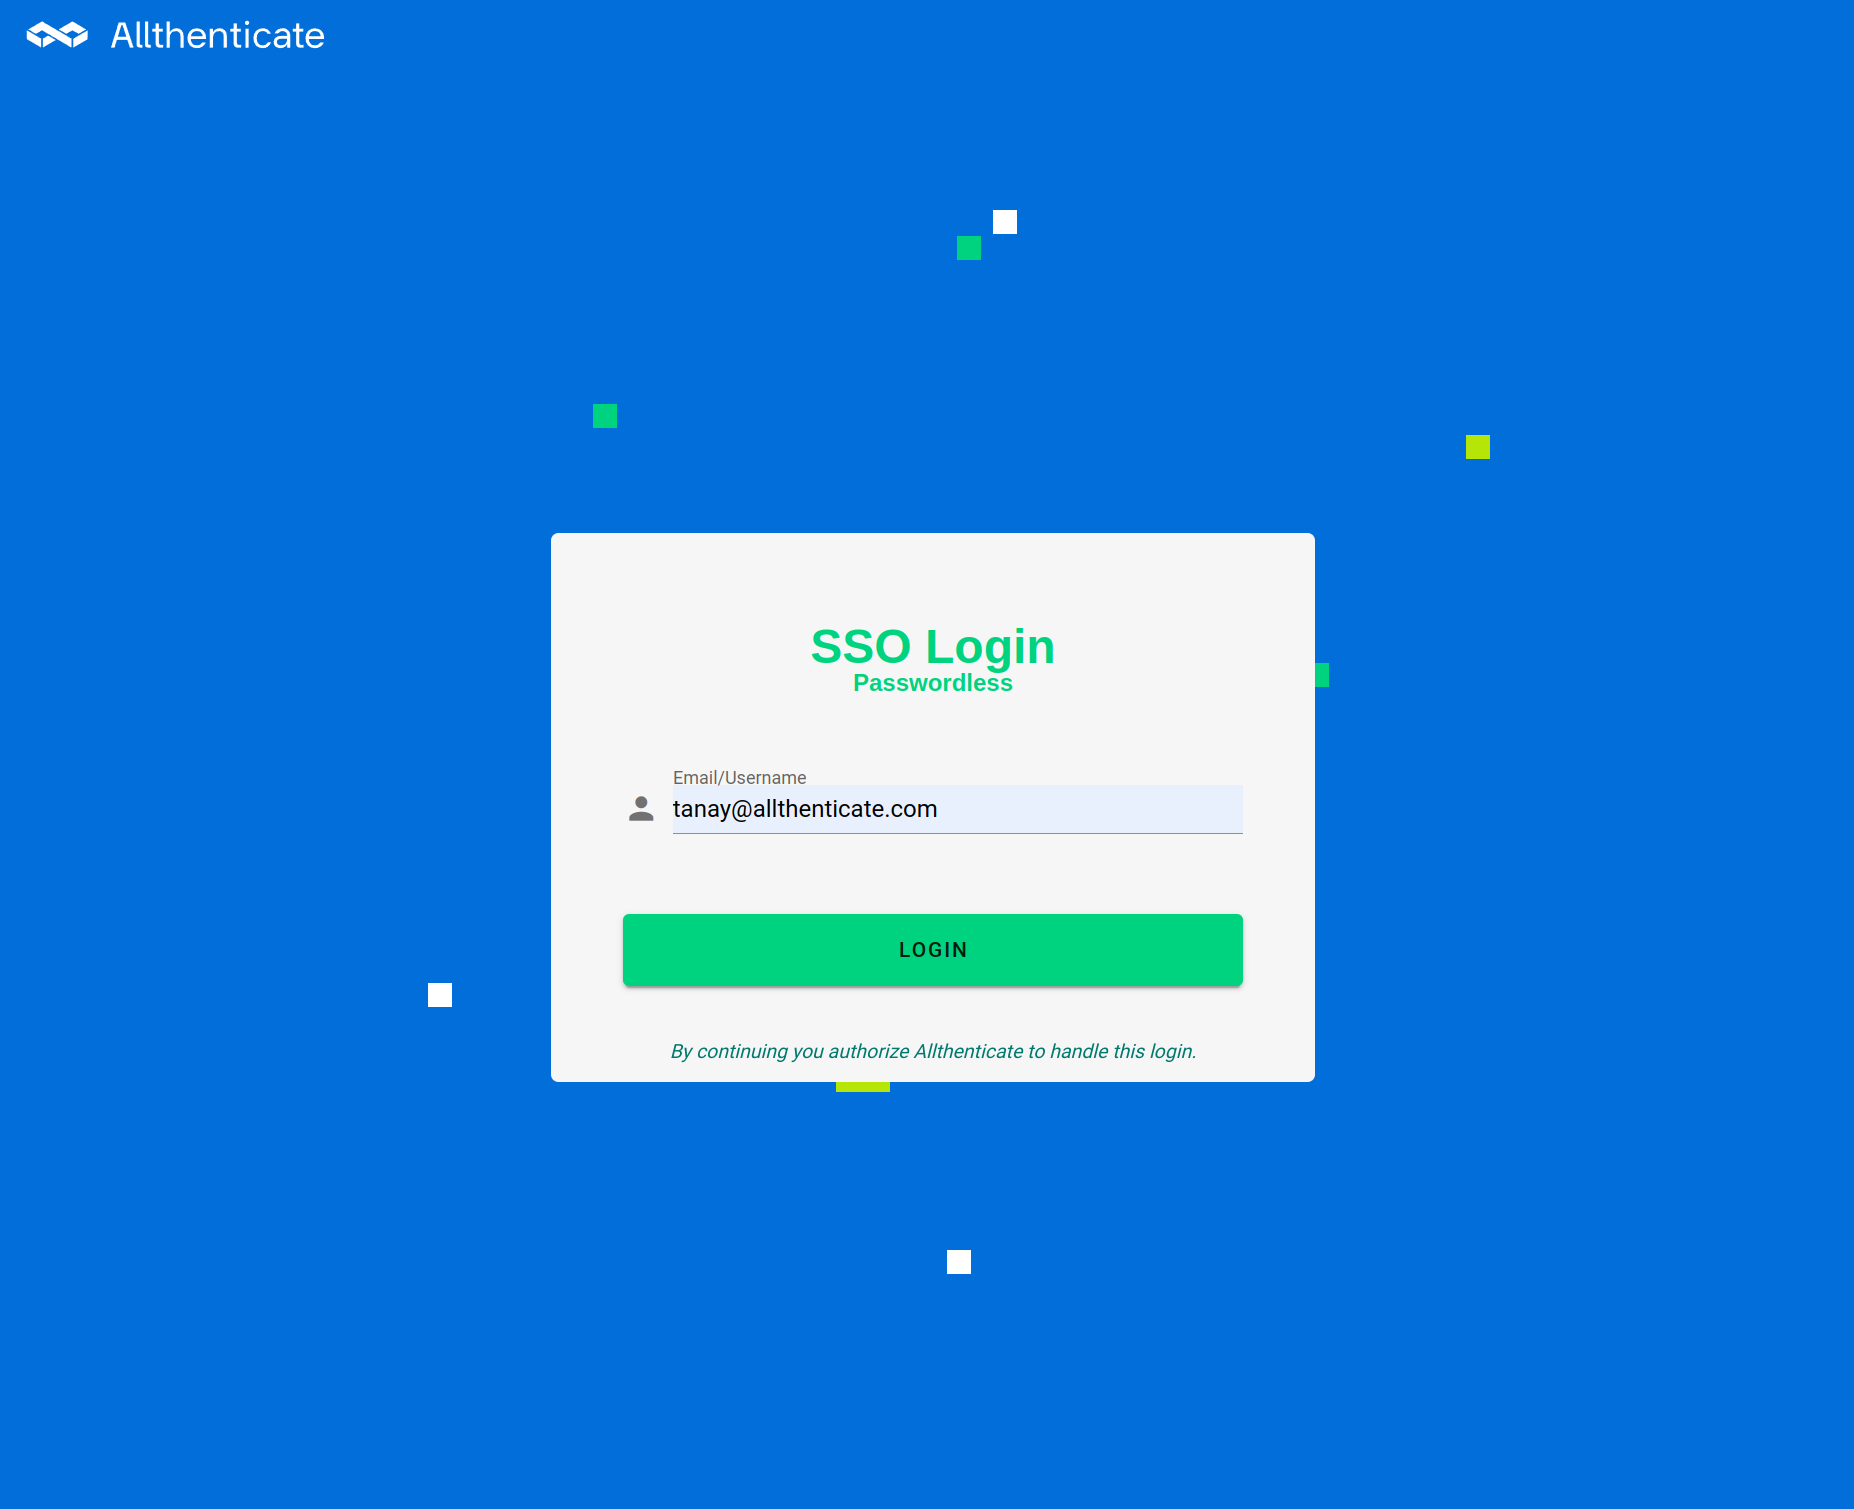 Allthenticate
SSO Login
Passwordless
Email/Username
tanay@allthenticate.com
LOGIN
By continuing you authorize Allthenticate to handle this login.